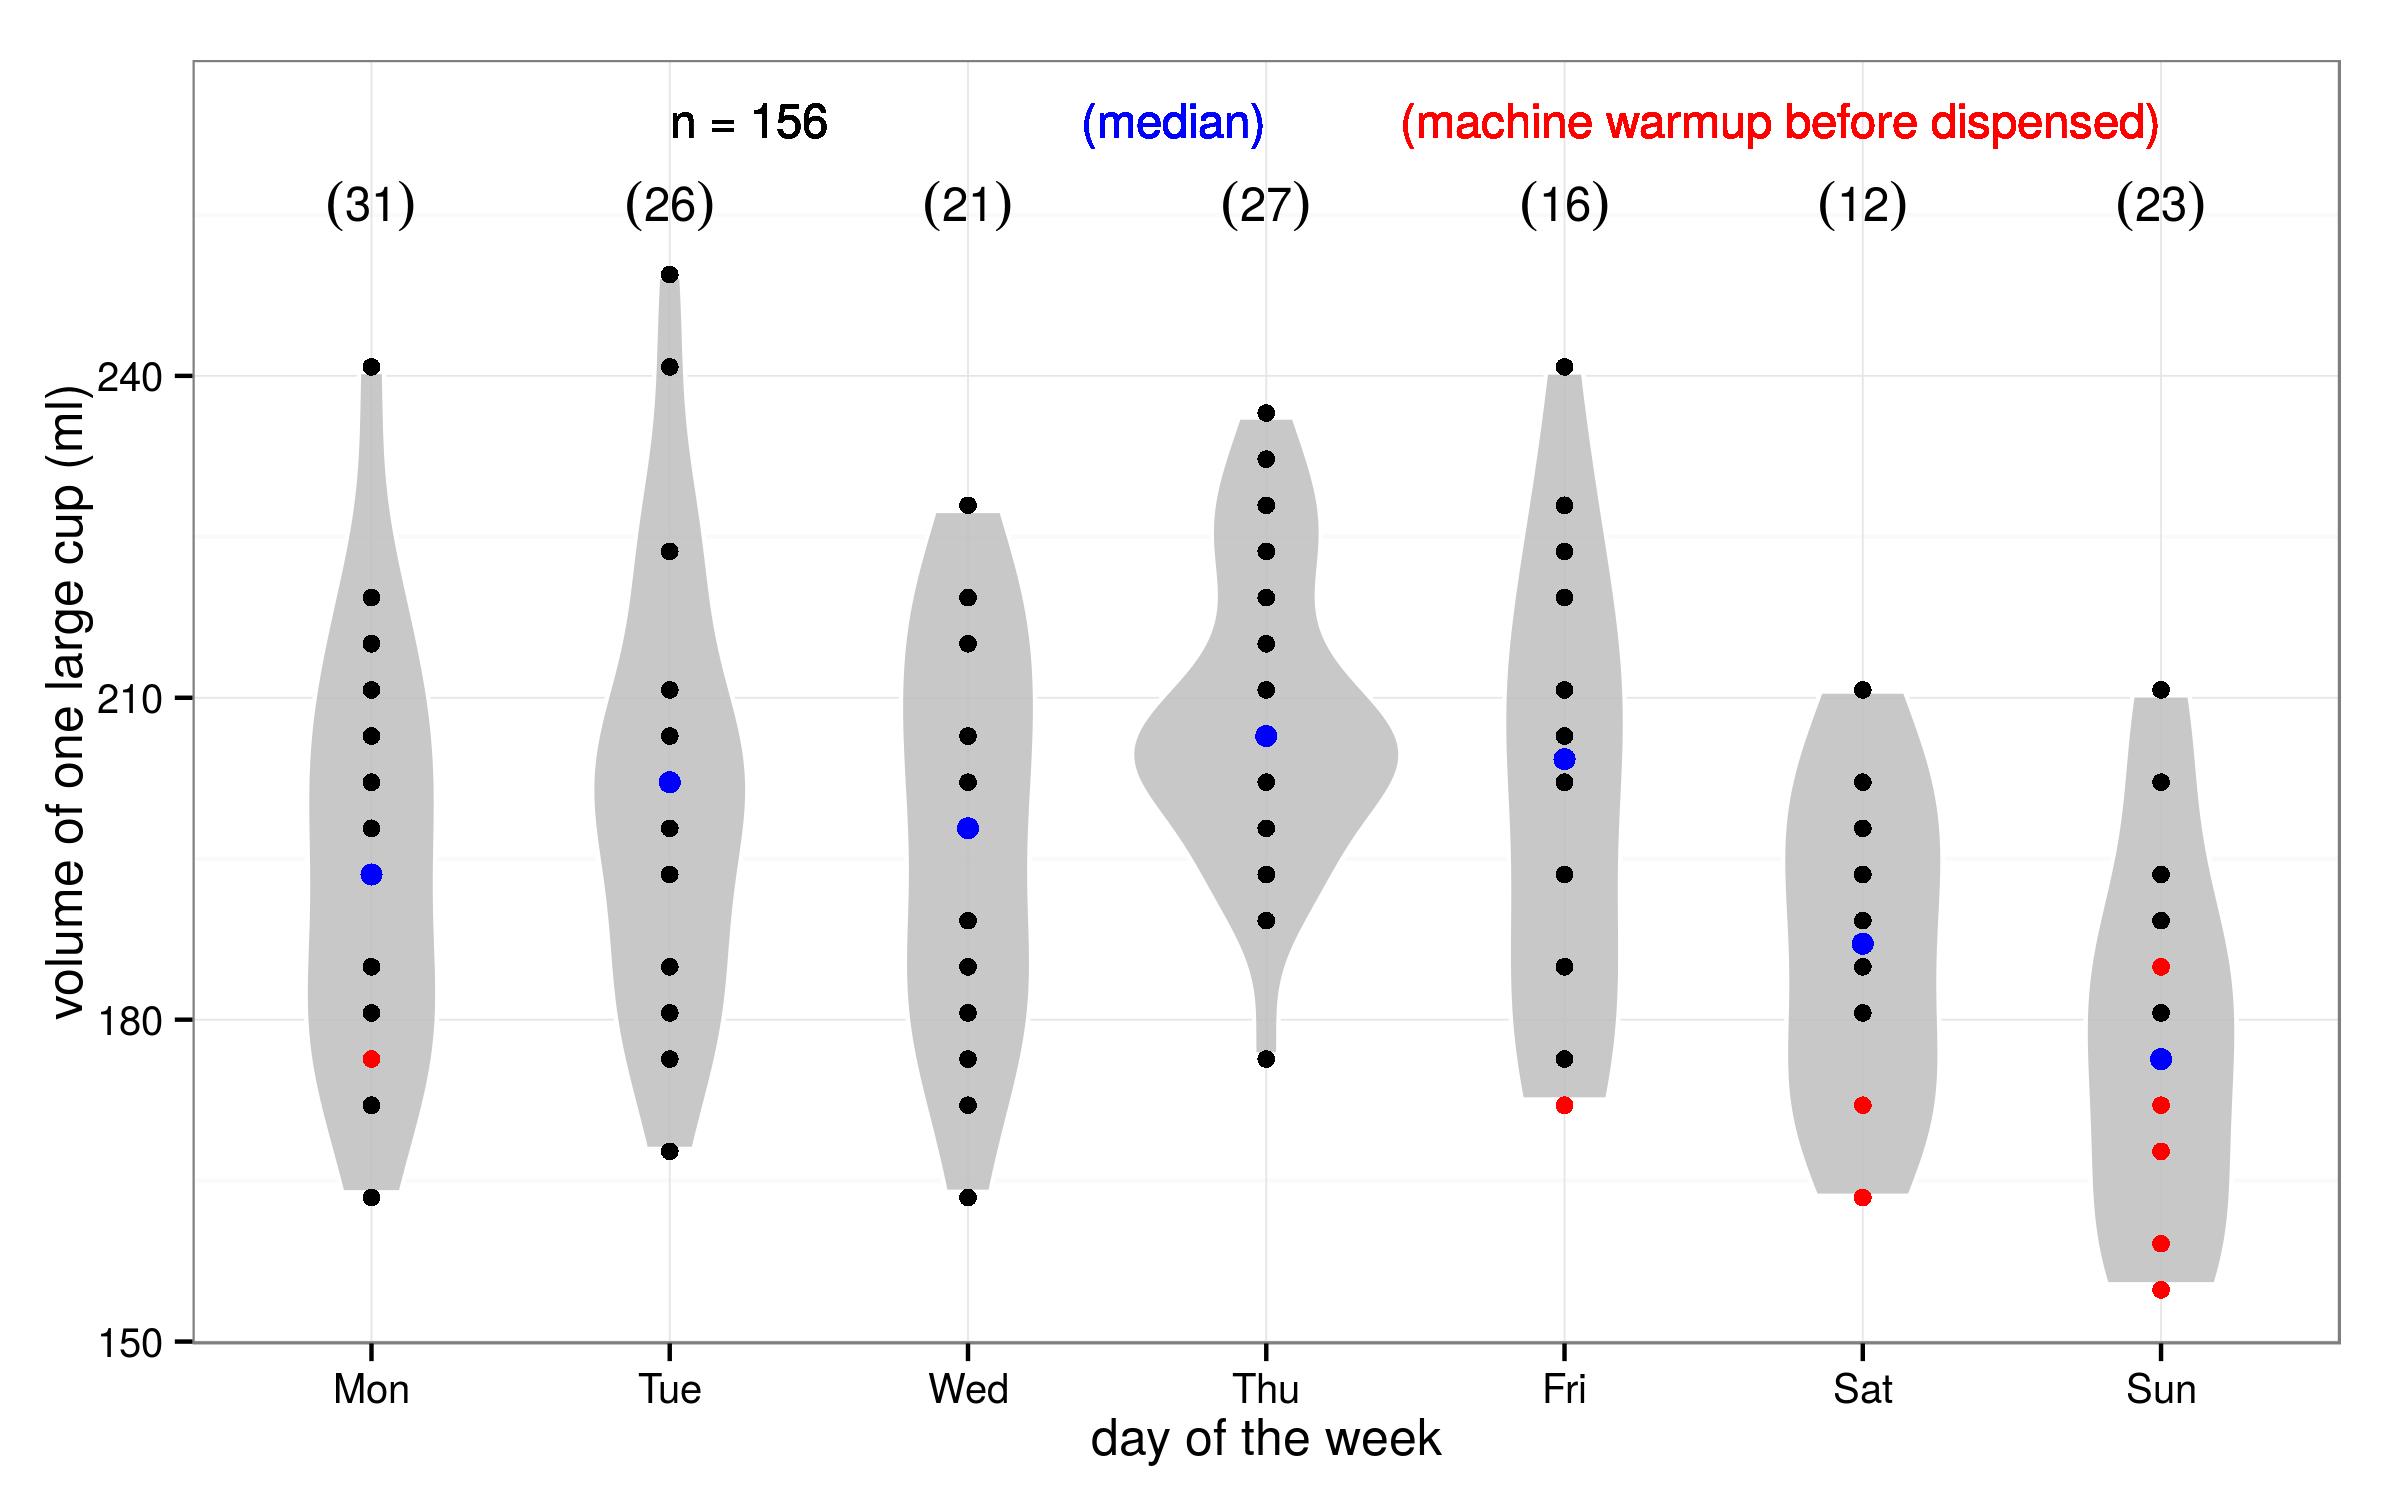 n = 156 (median) (machine warmup before dispensed)
(31) (26) (21) (27) (16) (12) (23)
volume of one large cup (ml)
240
210
180
150
Mon Tue Wed Thu Fri Sat Sun
day of the week